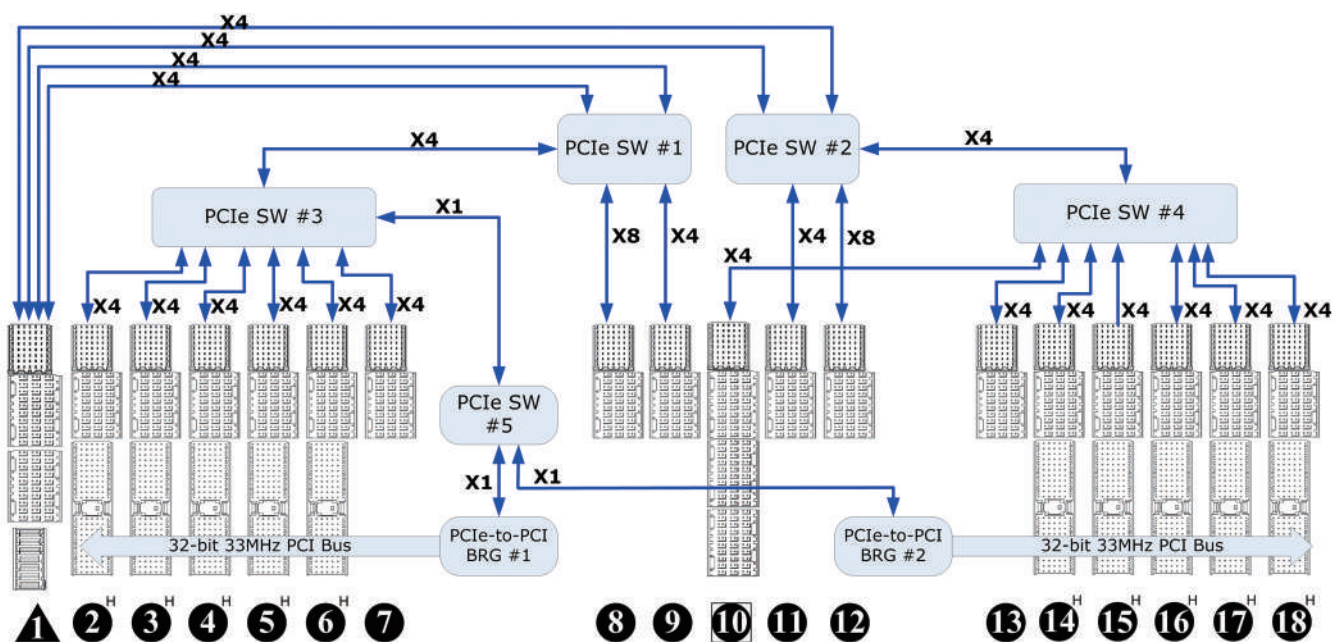 X4
X4
X4
X4
PCIe SW #1
PCIe SW #2
X4
X4
PCIe SW #3
X1
PCIe SW #4
X8
X4
X4
X4
X8
X4
X4
X4
X4
X4
X4
X4
X4
X4
X4
X4
X4
X4
PCIe SW
#5
X1
X1
PCIe-to-PCI
BRG #1
PCIe-to-PCI
BRG #2
32-bit 33MHz PCI Bus
32-bit 33MHz PCI Bus
1
2 H
3 H
4 H
5 H
6 H
7
8
9
10
11
12
13
14 H
15 H
16 H
17 H
18 H